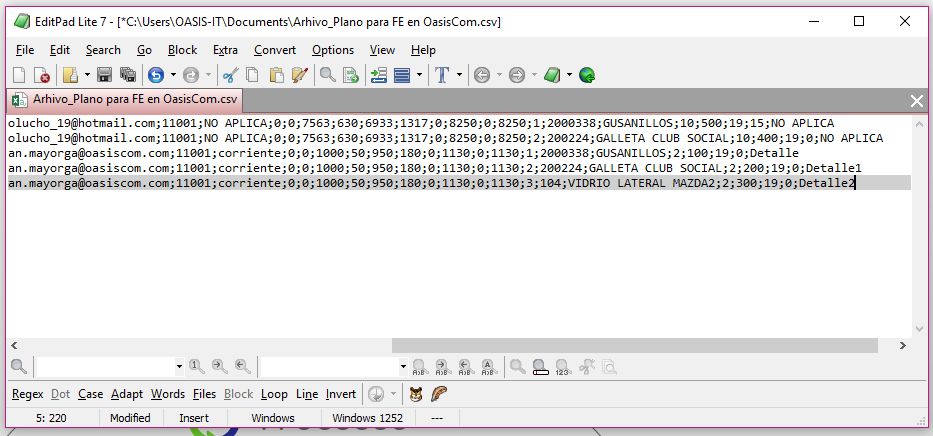 EditPad Lite 7 - [*C:\Users\OASIS-IT\Documents\Arhivo_Plano para FE en OasisCom.csv]
File Edit Search Go Block Extra Convert Options View Help
Arhivo_Plano para FE en OasisCom.csv
olucho_19@hotmail.com;11001;NO APLICA;0;0;7563;630;6933;1317;0;8250;0;8250;1;2000338;GUSANILLOS;10;500;19;15;NO APLICA
olucho_19@hotmail.com;11001;NO APLICA;0;0;7563;630;6933;1317;0;8250;0;8250;2;200224;GALLETA CLUB SOCIAL;10;400;19;0;NO APLICA
an.mayorga@oasiscom.com;11001;corriente;0;0;1000;50;950;180;0;1130;0;1130;1;2000338;GUSANILLOS;2;100;19;0;Detalle
an.mayorga@oasiscom.com;11001;corriente;0;0;1000;50;950;180;0;1130;0;1130;2;200224;GALLETA CLUB SOCIAL;2;200;19;0;Detalle1
an.mayorga@oasiscom.com;11001;corriente;0;0;1000;50;950;180;0;1130;0;1130;3;104;VIDRIO LATERAL MAZDA2;2;300;19;0;Detalle2
Regex Dot Case Adapt Words Files Block Loop Line Invert
5: 220 Modified Insert Windows Windows 1252 ---